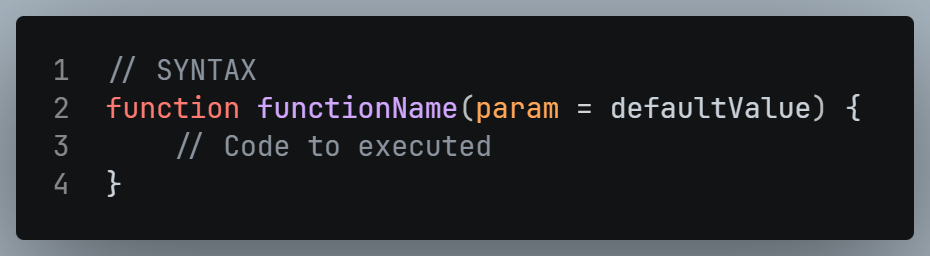 1 // SYNTAX
2 function functionName(param = defaultValue) {
3     // Code to executed
4 }